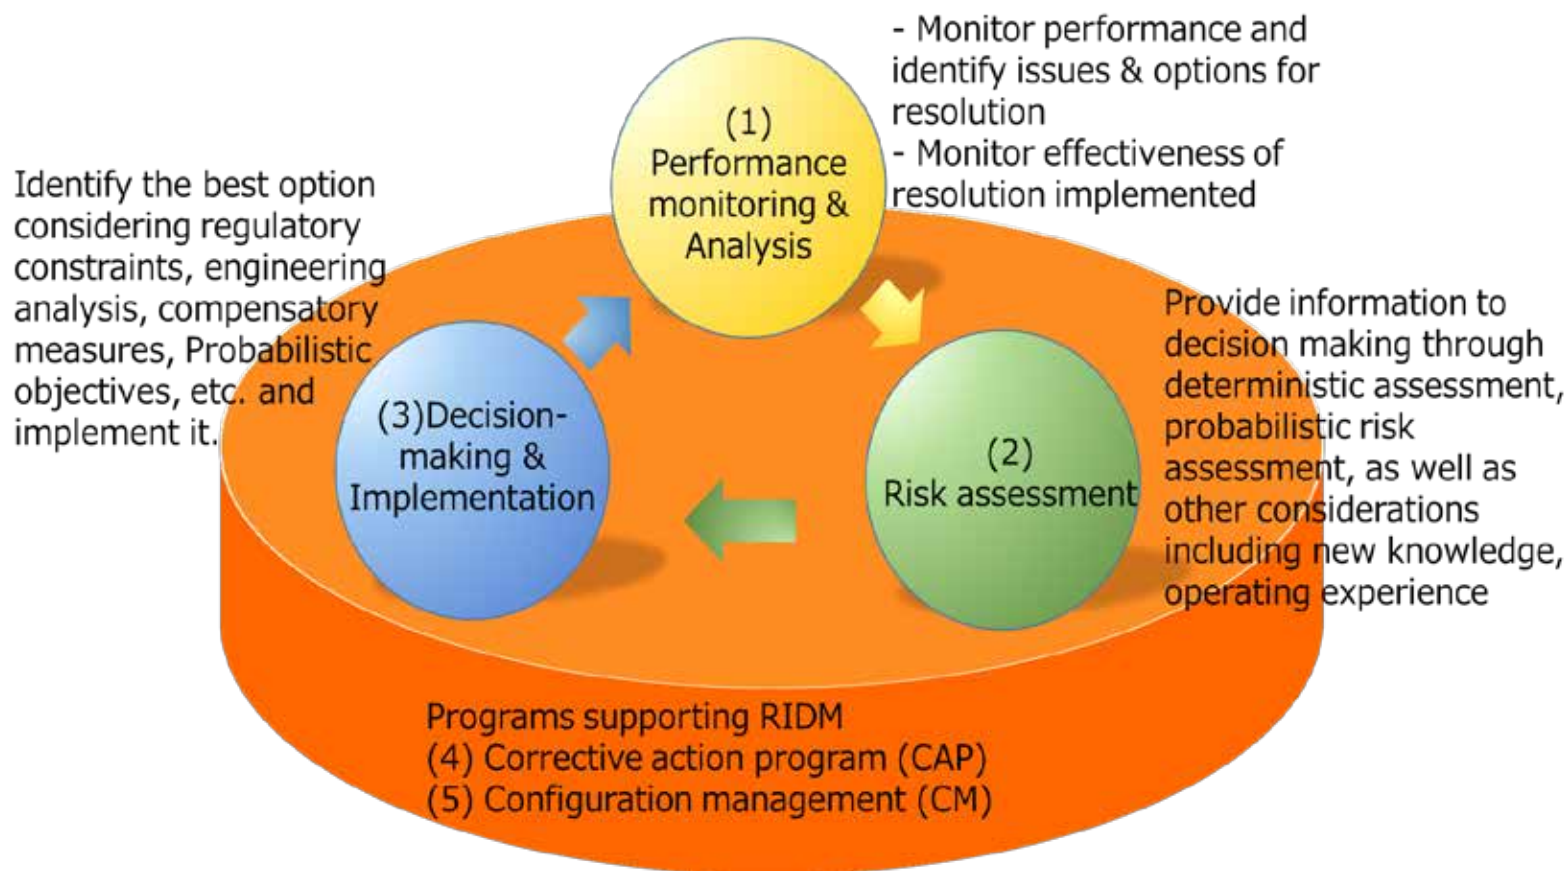 - Monitor performance and
identify issues & options for
resolution
- Monitor effectiveness of
resolution implemented
(1)
Performance
monitoring &
Analysis
Identify the best option
considering regulatory
constraints, engineering
analysis, compensatory
measures, Probabilistic
objectives, etc. and
implement it.
Provide information to
decision making through
deterministic assessment,
probabilistic risk
assessment, as well as
other considerations
including new knowledge,
operating experience
(3)Decision-
making &
Implementation
(2)
Risk assessment
Programs supporting RIDM
(4) Corrective action program (CAP)
(5) Configuration management (CM)